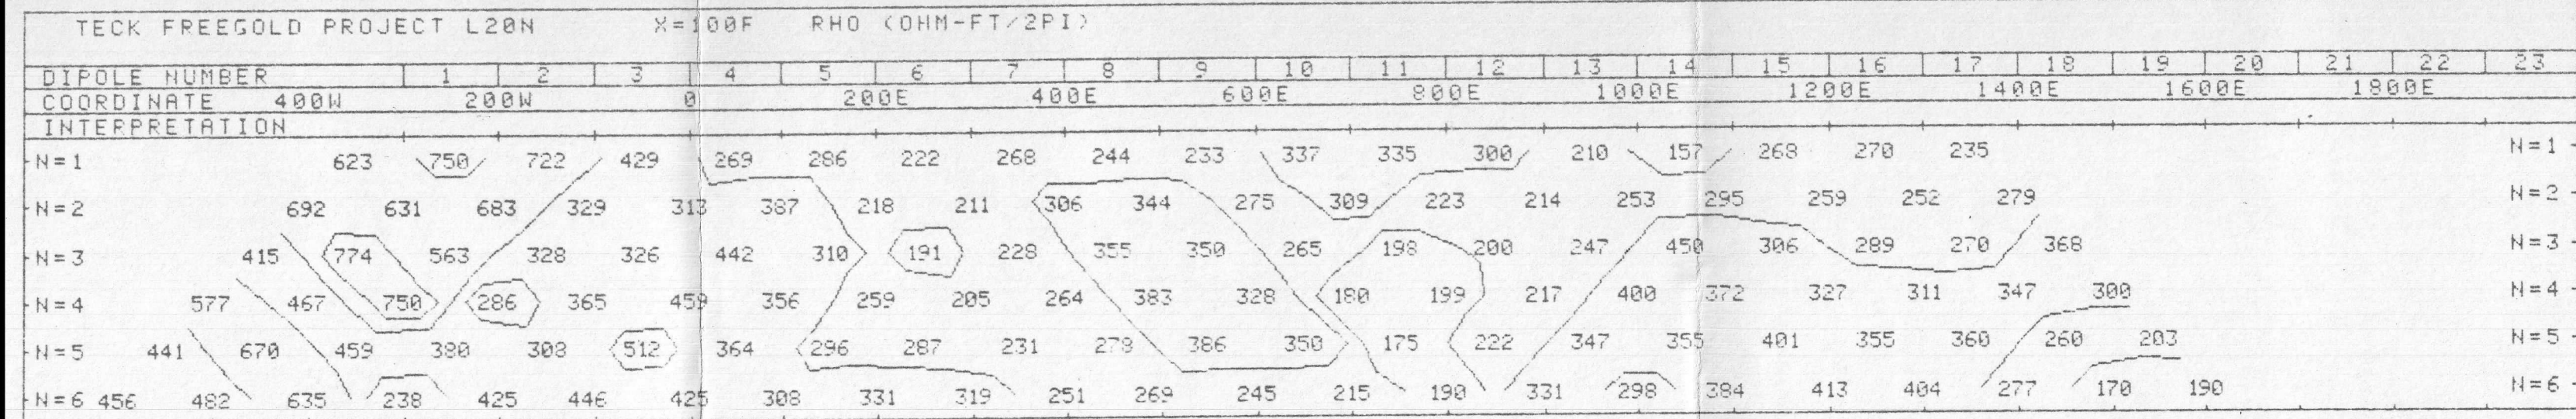 TECK FREEGOLD PROJECT L20N X=100F RHO (OHM-FT/2PI)
DIPOLE NUMBER 1 2 3 4 5 6 7 8 9 10 11 12 13 14 15 16 17 18 19 20 21 22 23
COORDINATE 400W 200W 0 200E 400E 600E 800E 1000E 1200E 1400E 1600E 1800E
INTERPRETATION
N=1 623 750 722 429 269 286 222 268 244 233 337 335 300 210 157 268 270 235 N=1
N=2 692 631 683 329 313 387 218 211 306 344 275 309 223 214 253 295 259 252 279 N=2
N=3 415 774 563 328 326 442 310 191 228 355 350 265 198 200 247 450 306 289 270 368 N=3
N=4 577 467 750 286 365 459 356 259 205 264 383 328 180 199 217 400 372 327 311 347 300 N=4
N=5 441 670 459 380 308 512 364 296 287 231 278 386 350 175 222 347 355 401 355 360 260 203 N=5
N=6 456 482 635 238 425 446 425 308 331 319 251 269 245 215 190 331 298 384 413 404 277 170 190 N=6